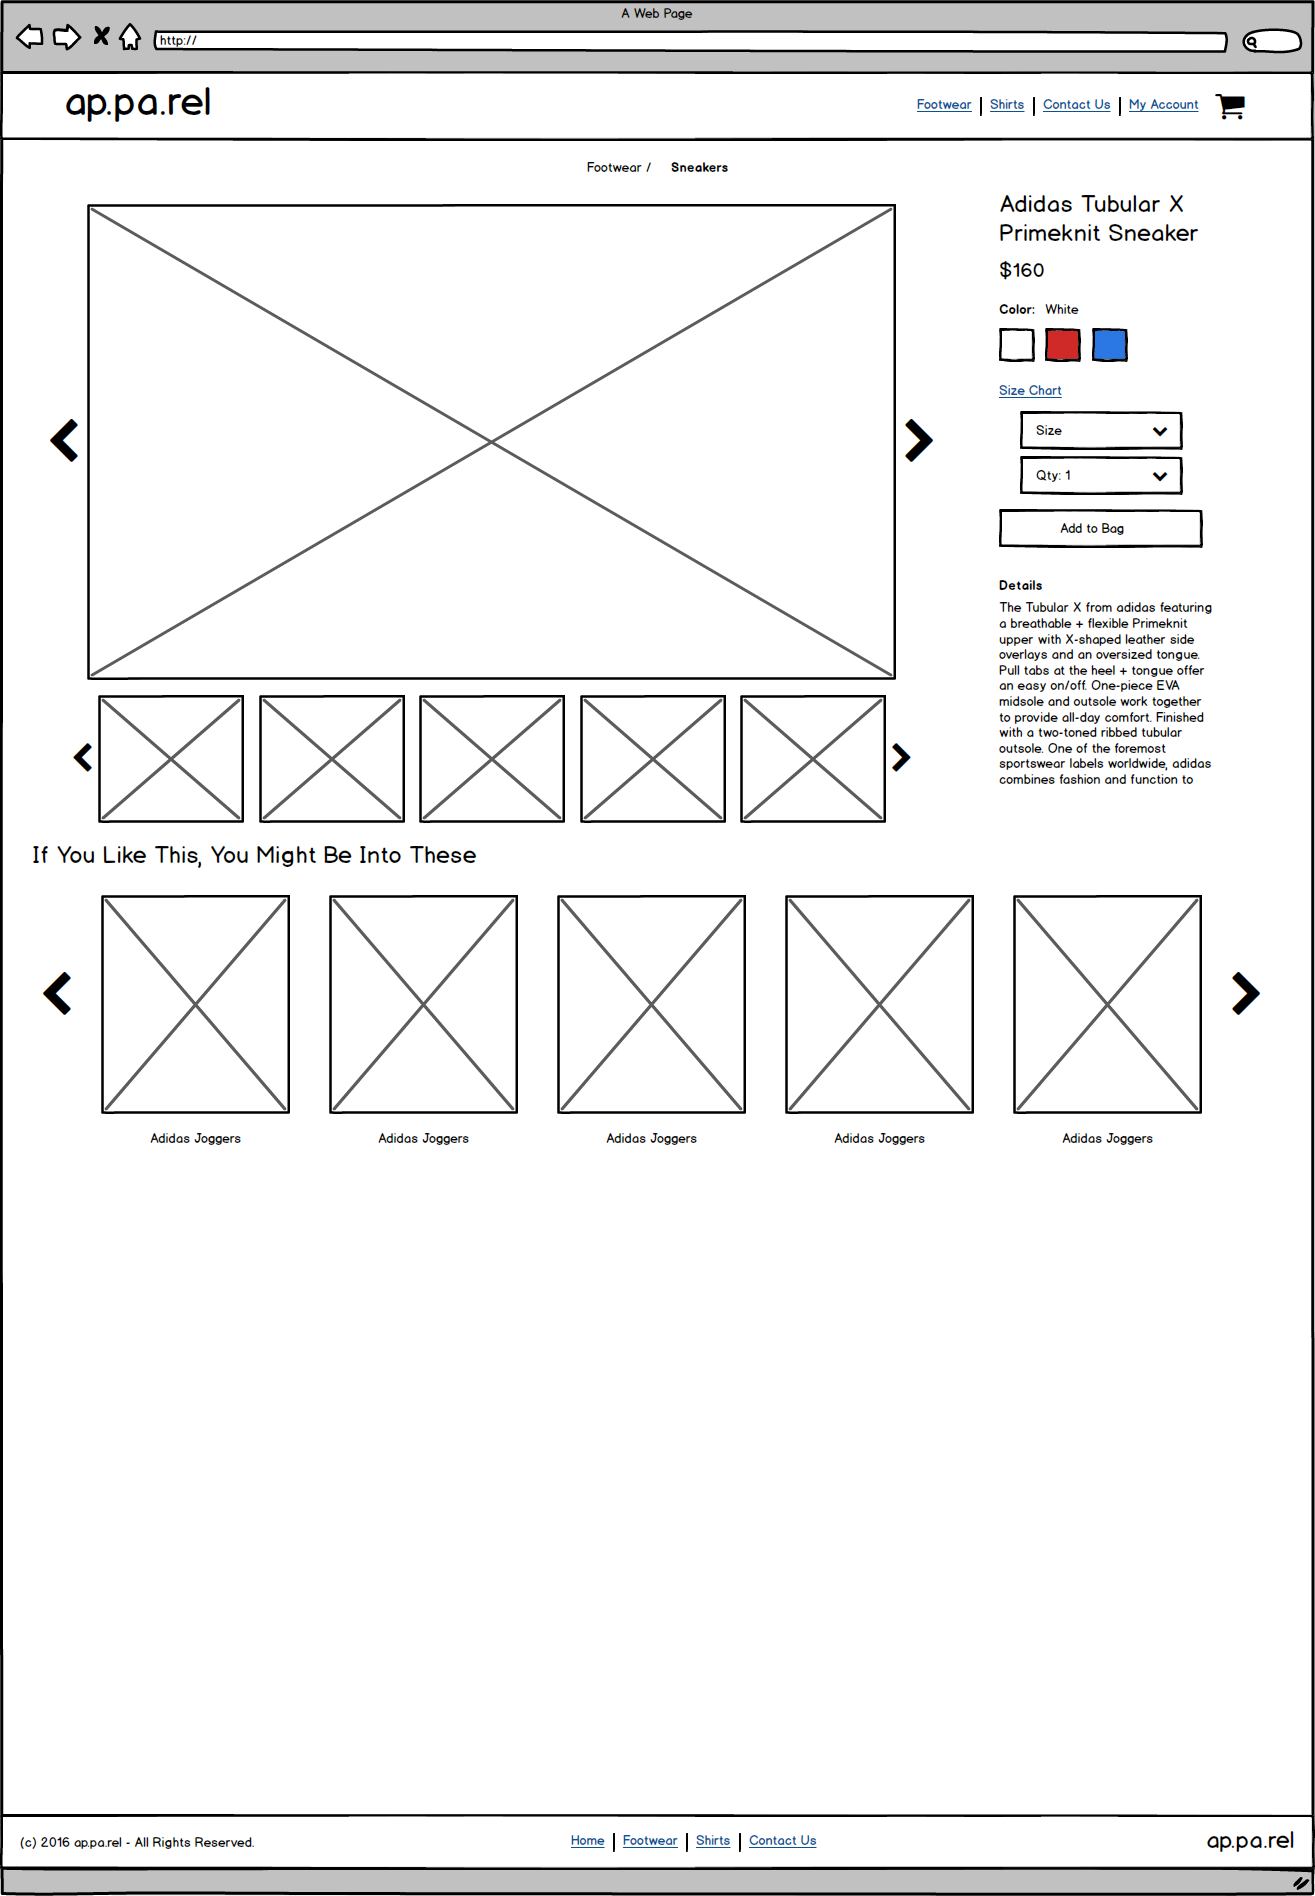 A Web Page
http://
ap.pa.rel
Footwear | Shirts | Contact Us | My Account
Footwear / Sneakers
Adidas Tubular X
Primeknit Sneaker
$160
Color: White
Size Chart
Size
Qty: 1
Add to Bag
Details
The Tubular X from adidas featuring
a breathable + flexible Primeknit
upper with X-shaped leather side
overlays and an oversized tongue.
Pull tabs at the heel + tongue offer
an easy on/off. One-piece EVA
midsole and outsole work together
to provide all-day comfort. Finished
with a two-toned ribbed tubular
outsole. One of the foremost
sportswear labels worldwide, adidas
combines fashion and function to
If You Like This, You Might Be Into These
Adidas Joggers
Adidas Joggers
Adidas Joggers
Adidas Joggers
Adidas Joggers
(c) 2016 ap.pa.rel - All Rights Reserved.
Home | Footwear | Shirts | Contact Us
ap.pa.rel